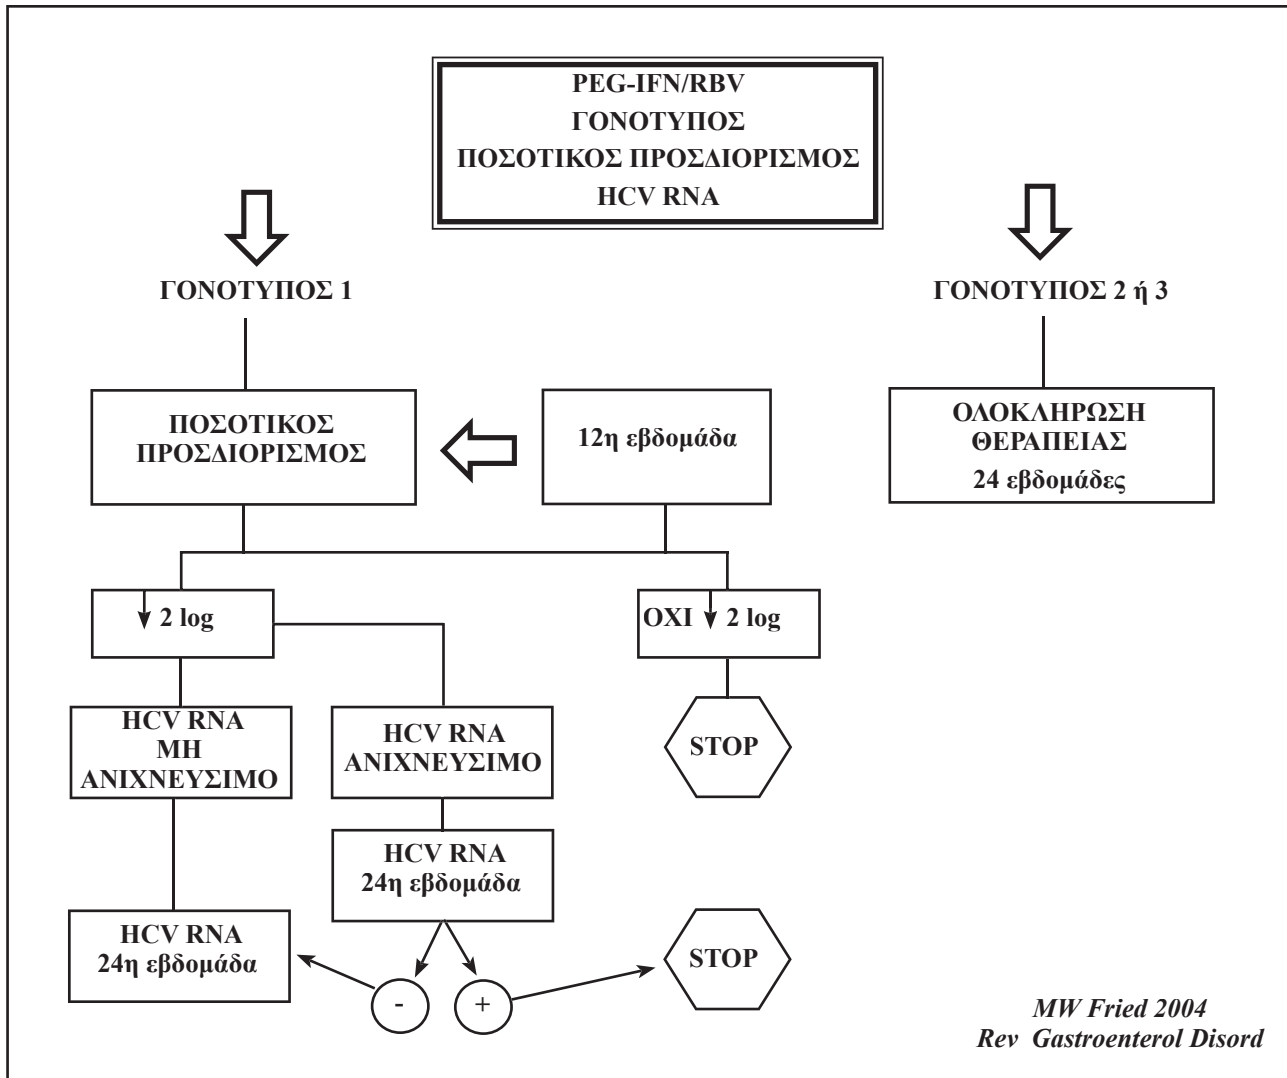 PEG-IFN/RBV
ΓΟΝΟΤΥΠΟΣ
ΠΟΣΟΤΙΚΟΣ ΠΡΟΣΔΙΟΡΙΣΜΟΣ
HCV RNA
ΓΟΝΟΤΥΠΟΣ 1
ΓΟΝΟΤΥΠΟΣ 2 ή 3
ΠΟΣΟΤΙΚΟΣ
ΠΡΟΣΔΙΟΡΙΣΜΟΣ
12η εβδομάδα
ΟΛΟΚΛΗΡΩΣΗ
ΘΕΡΑΠΕΙΑΣ
24 εβδομάδες
2 log
ΟΧΙ 2 log
HCV RNA
ΜΗ
ΑΝΙΧΝΕΥΣΙΜΟ
HCV RNA
ΑΝΙΧΝΕΥΣΙΜΟ
STOP
HCV RNA
24η εβδομάδα
HCV RNA
24η εβδομάδα
-
+
STOP
MW Fried 2004
Rev Gastroenterol Disord